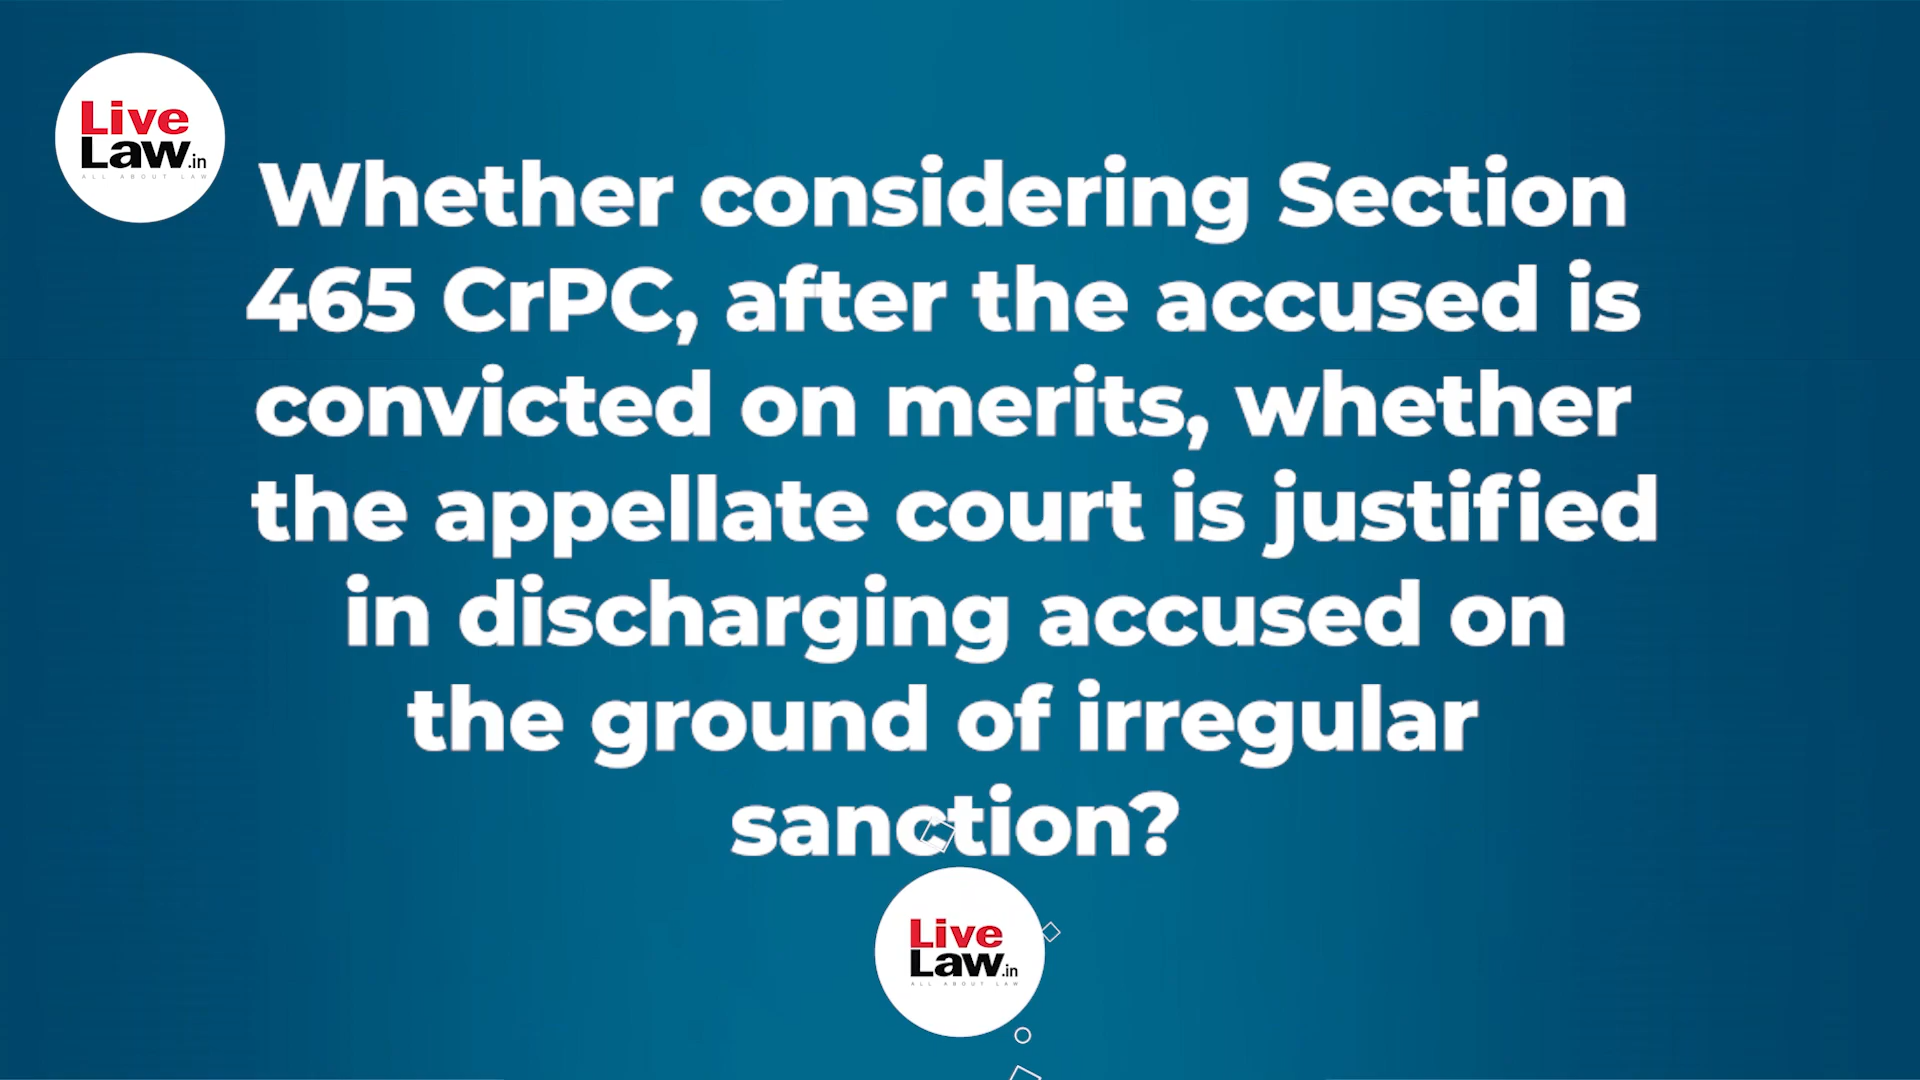 Live
Law.in
ALL ABOUT LAW
Whether considering Section
465 CrPC, after the accused is
convicted on merits, whether
the appellate court is justified
in discharging accused on
the ground of irregular
sanction?
Live
Law.in
ALL ABOUT LAW